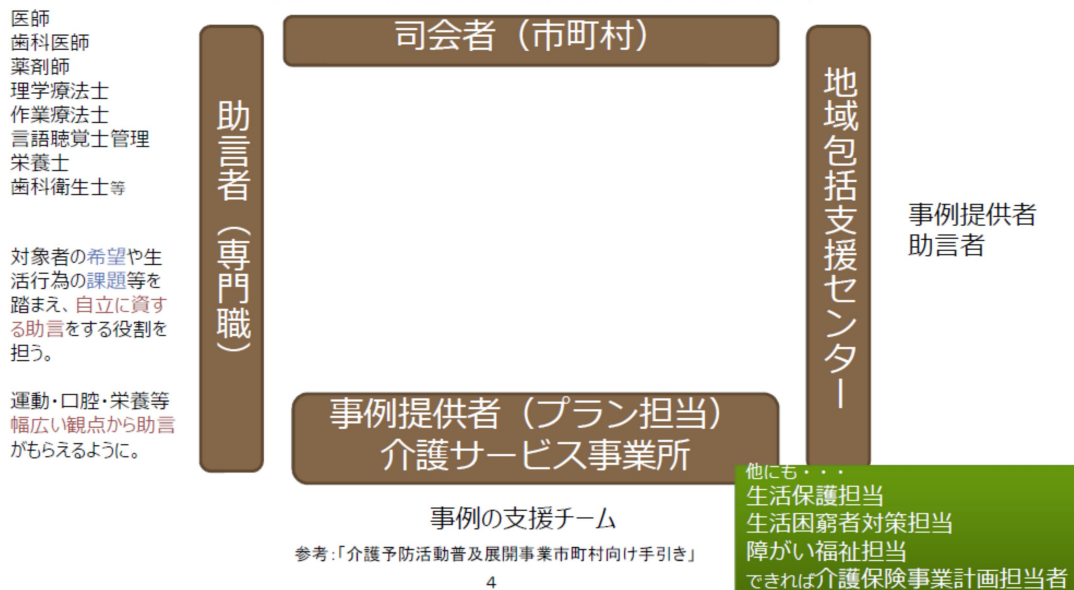 医師
歯科医師
薬剤師
理学療法士
作業療法士
言語聴覚士管理
栄養士
歯科衛生士等
対象者の希望や生
活行為の課題等を
踏まえ、自立に資す
る助言をする役割を
担う。
運動・口腔・栄養等
幅広い観点から助言
がもらえるように。
助言者（専門職）
司会者（市町村）
地域包括支援センター
事例提供者
助言者
事例提供者（プラン担当）
介護サービス事業所
事例の支援チーム
参考：「介護予防活動普及展開事業市町村向け手引き」
4
他にも・・・
生活保護担当
生活困窮者対策担当
障がい福祉担当
できれば介護保険事業計画担当者